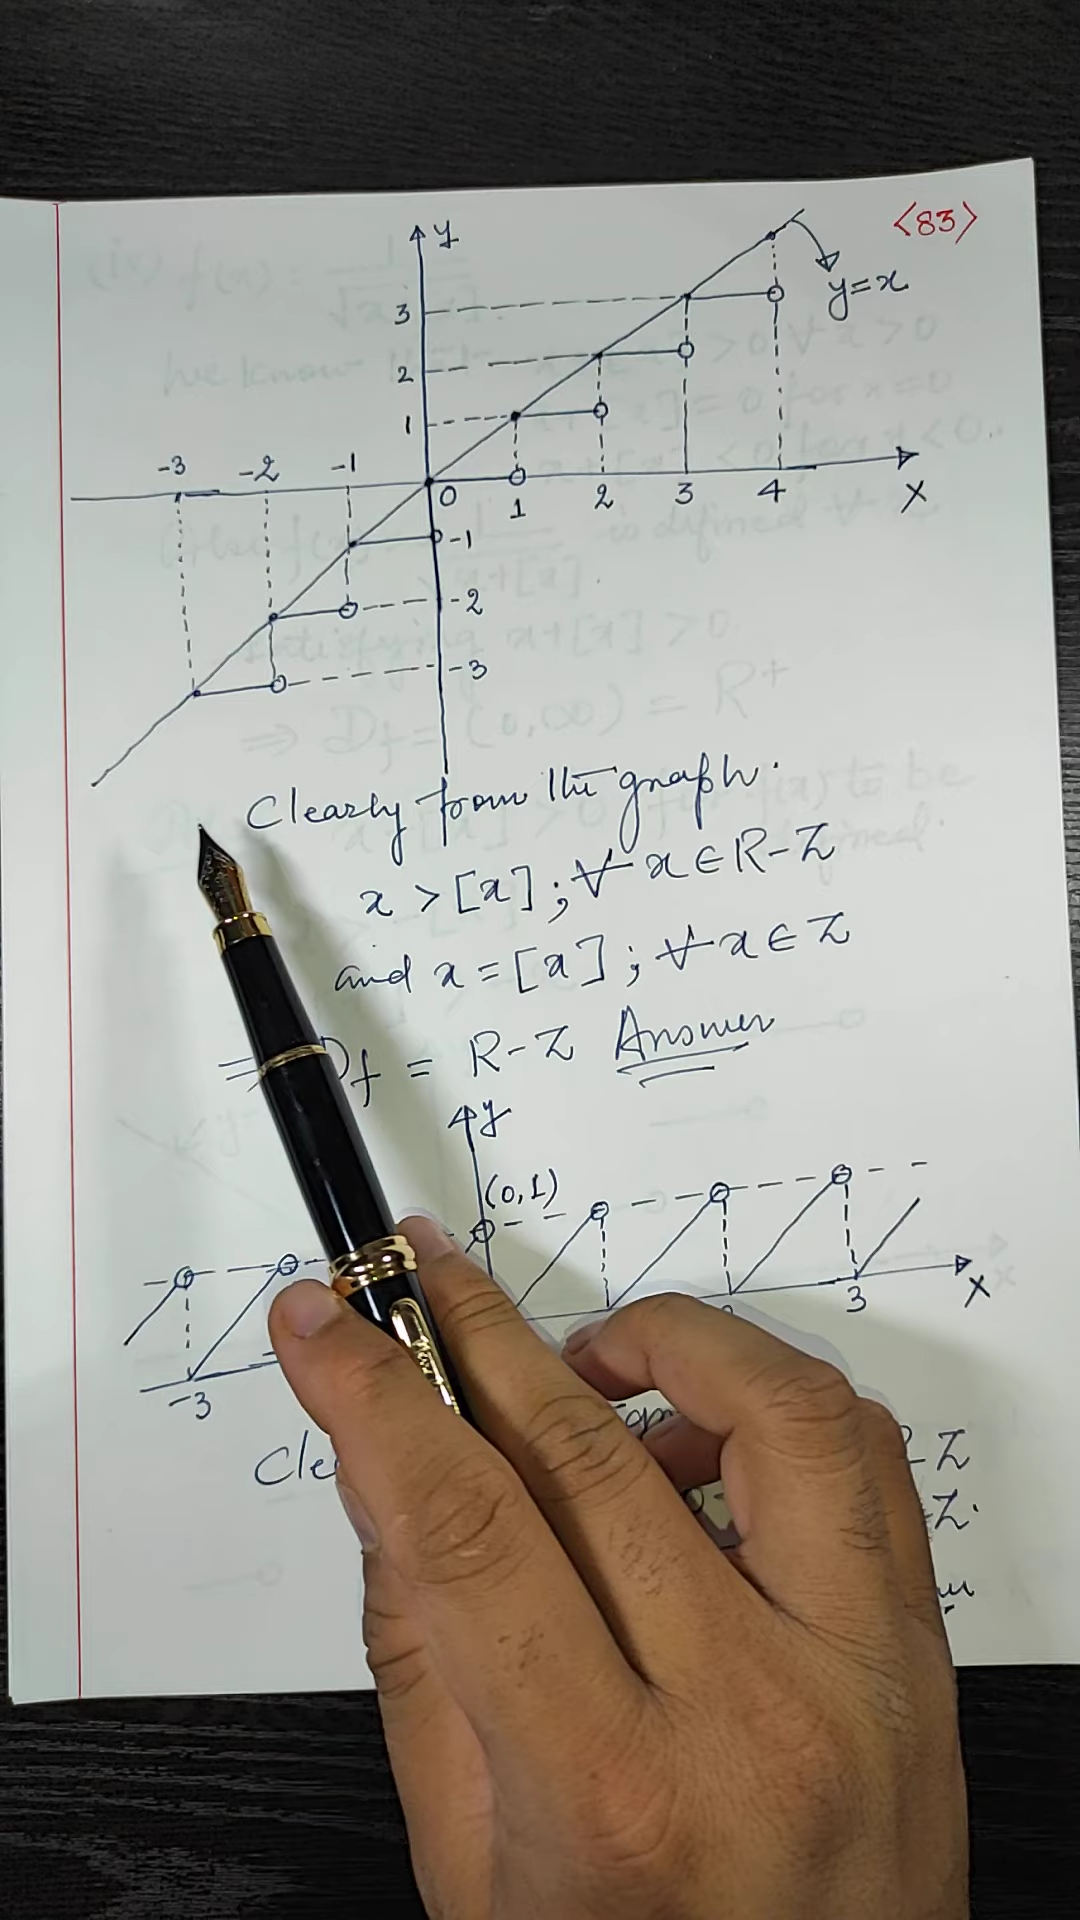 <83>
y
y=x
3
2
1
-3 -2 -1
0 1 2 3 4 X
-1
-2
-3
Clearly from the graph.
x > [x] ; ∀ x ∈ R-Z
and x = [x] ; ∀ x ∈ Z
⇒ Df = R-Z Answer
y
(0,1)
3 X
-3
R-Z
Z.